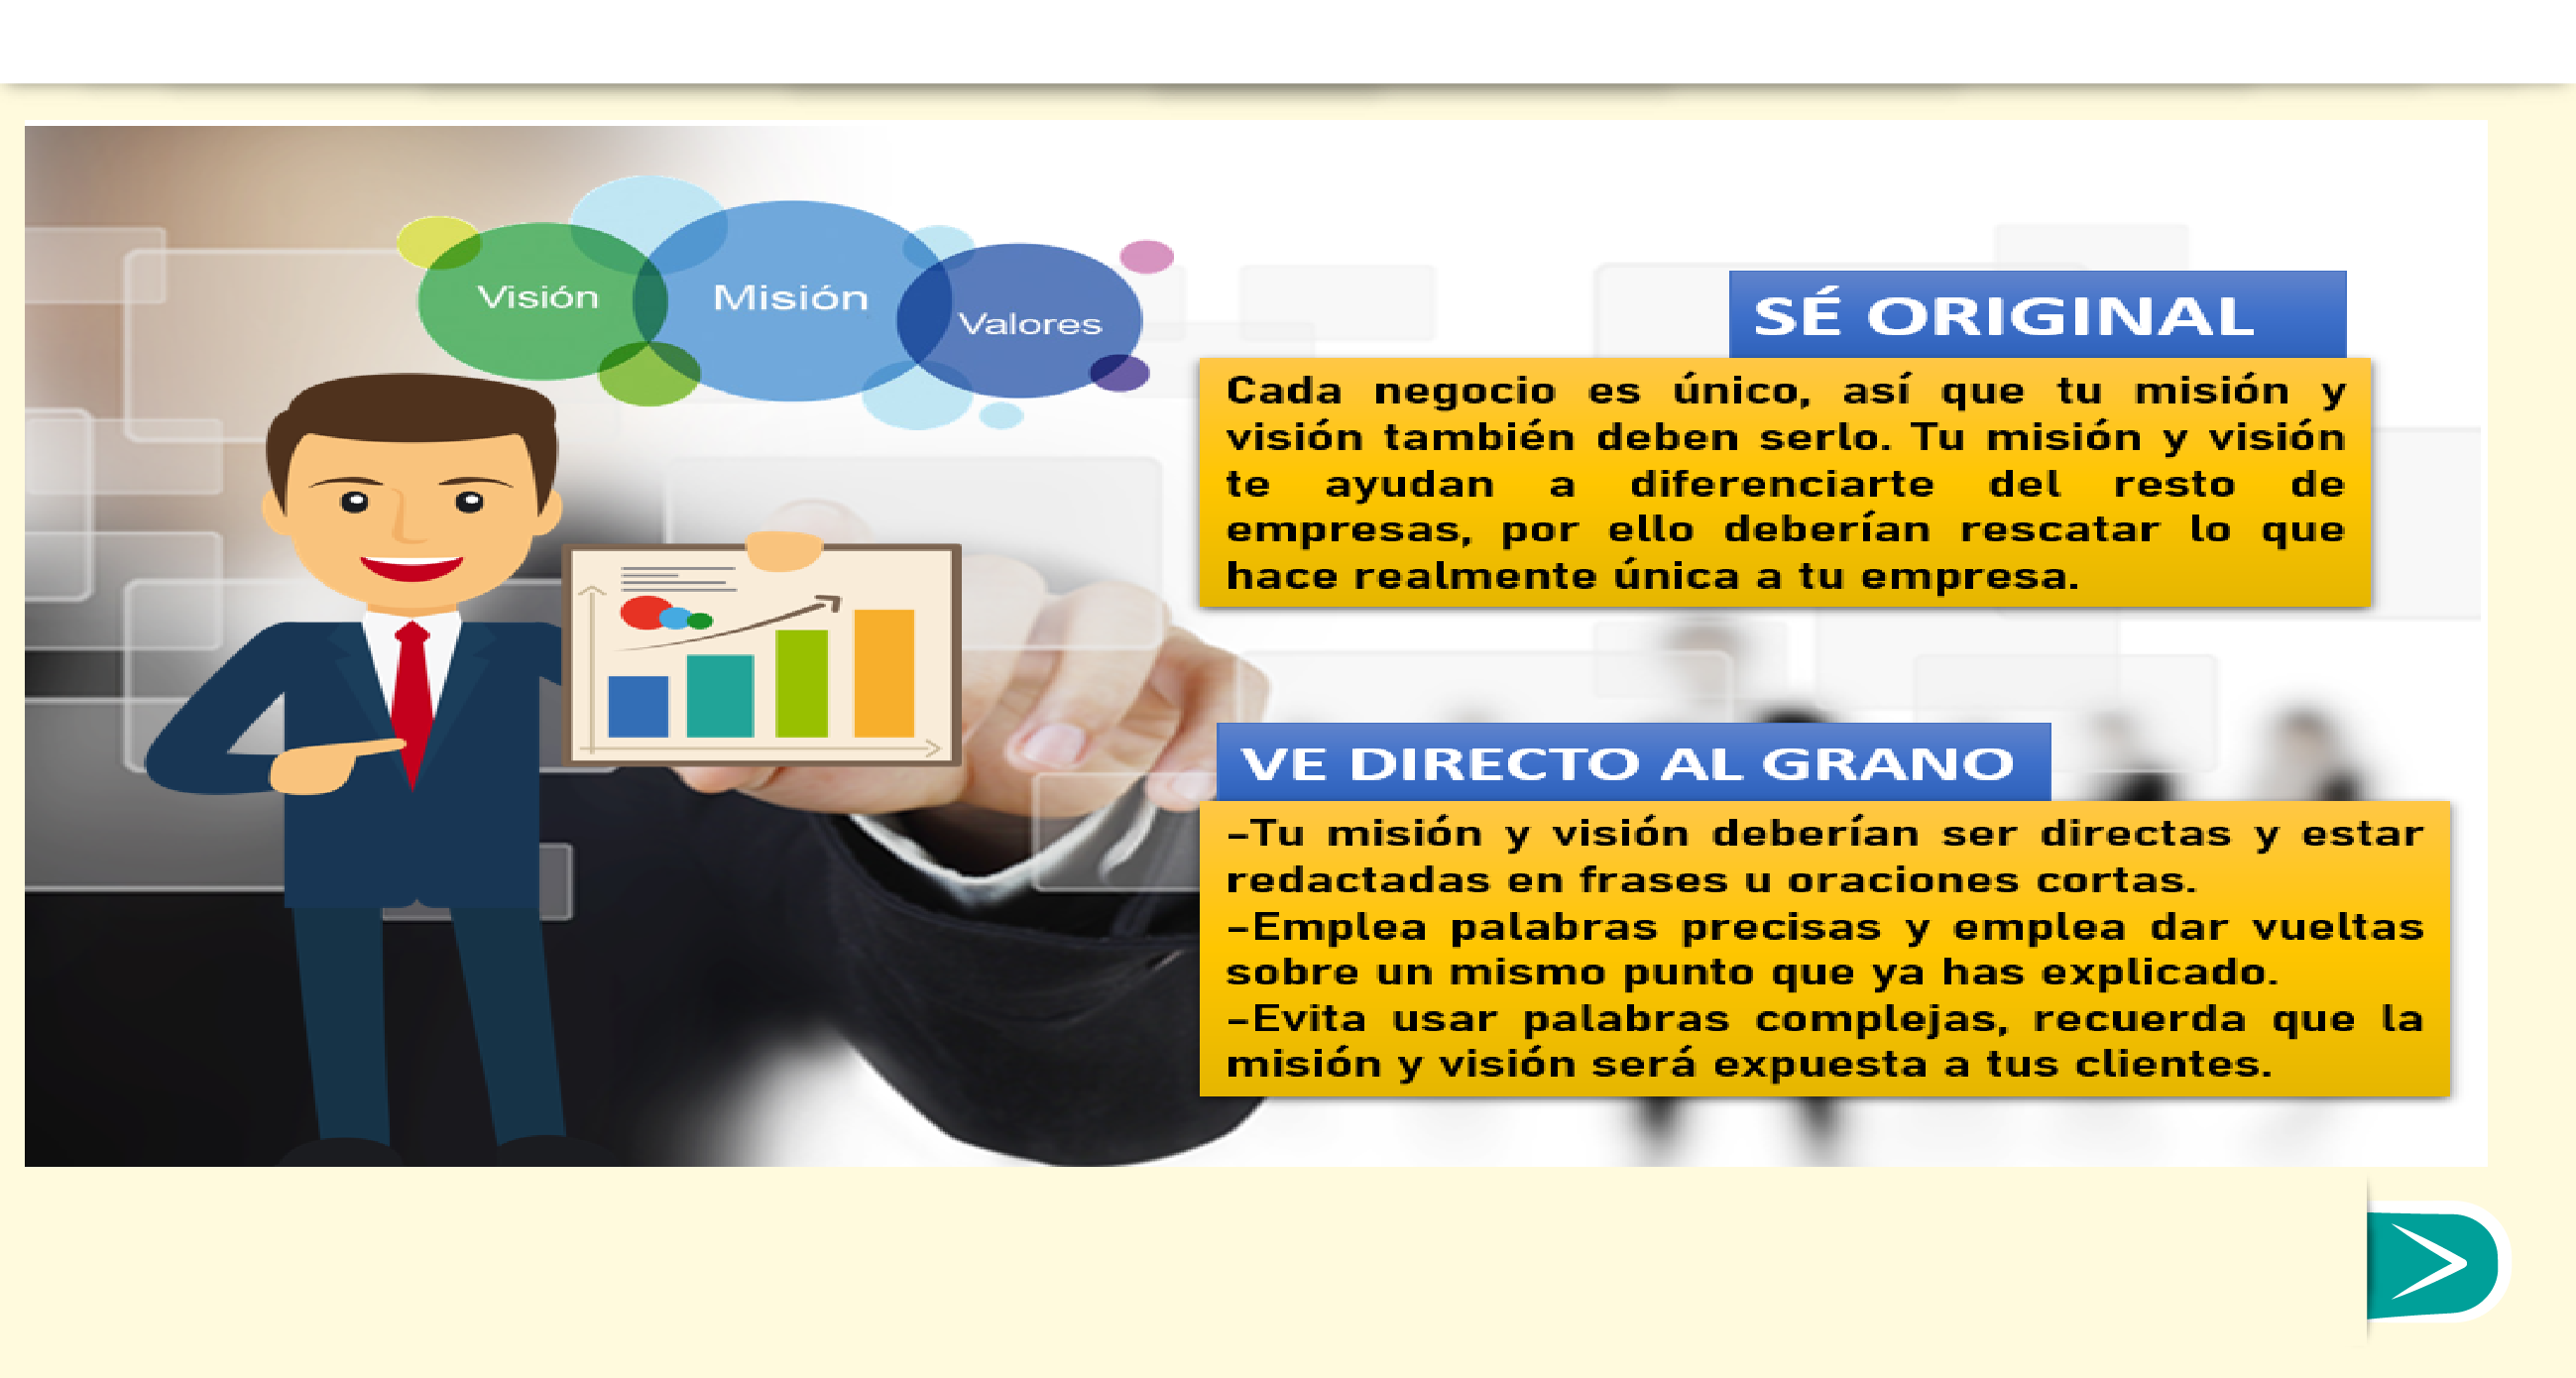 Visión
Misión
Valores
SÉ ORIGINAL
Cada negocio es único, así que tu misión y
visión también deben serlo. Tu misión y visión
te ayudan a diferenciarte del resto de
empresas, por ello deberían rescatar lo que
hace realmente única a tu empresa.
VE DIRECTO AL GRANO
-Tu misión y visión deberían ser directas y estar
redactadas en frases u oraciones cortas.
-Emplea palabras precisas y emplea dar vueltas
sobre un mismo punto que ya has explicado.
-Evita usar palabras complejas, recuerda que la
misión y visión será expuesta a tus clientes.